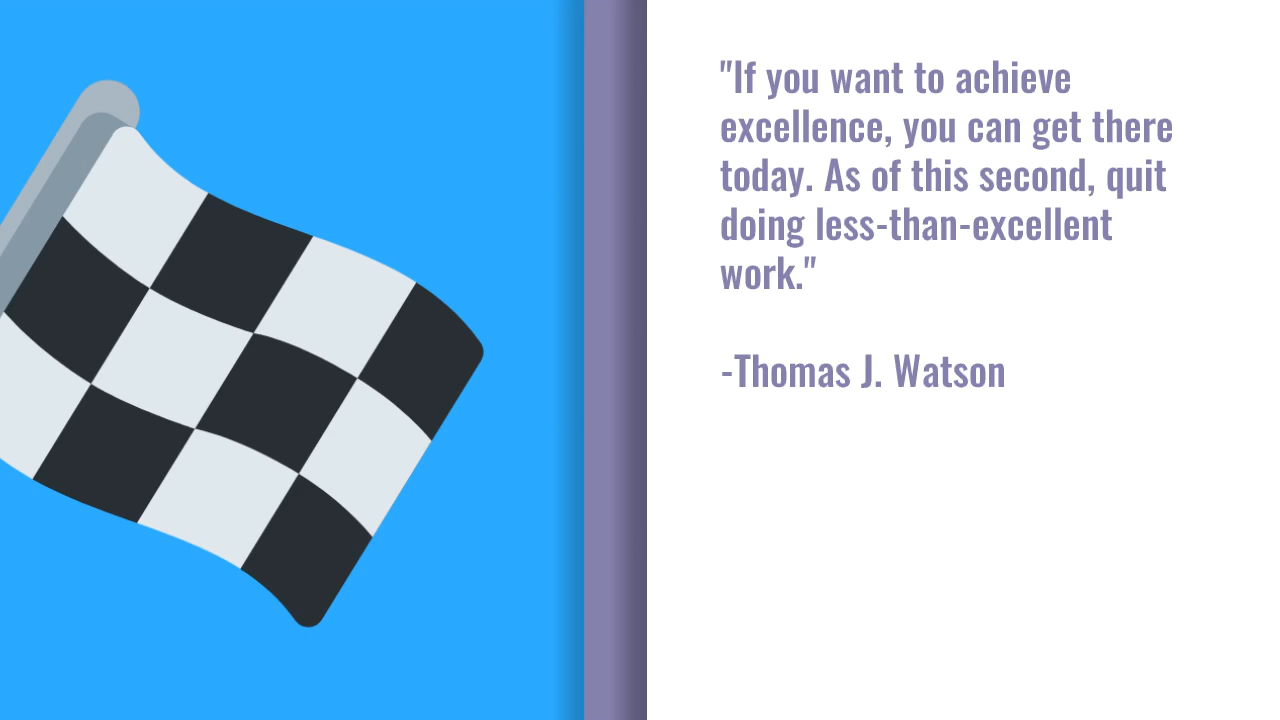 "If you want to achieve
excellence, you can get there
today. As of this second, quit
doing less-than-excellent
work."
-Thomas J. Watson